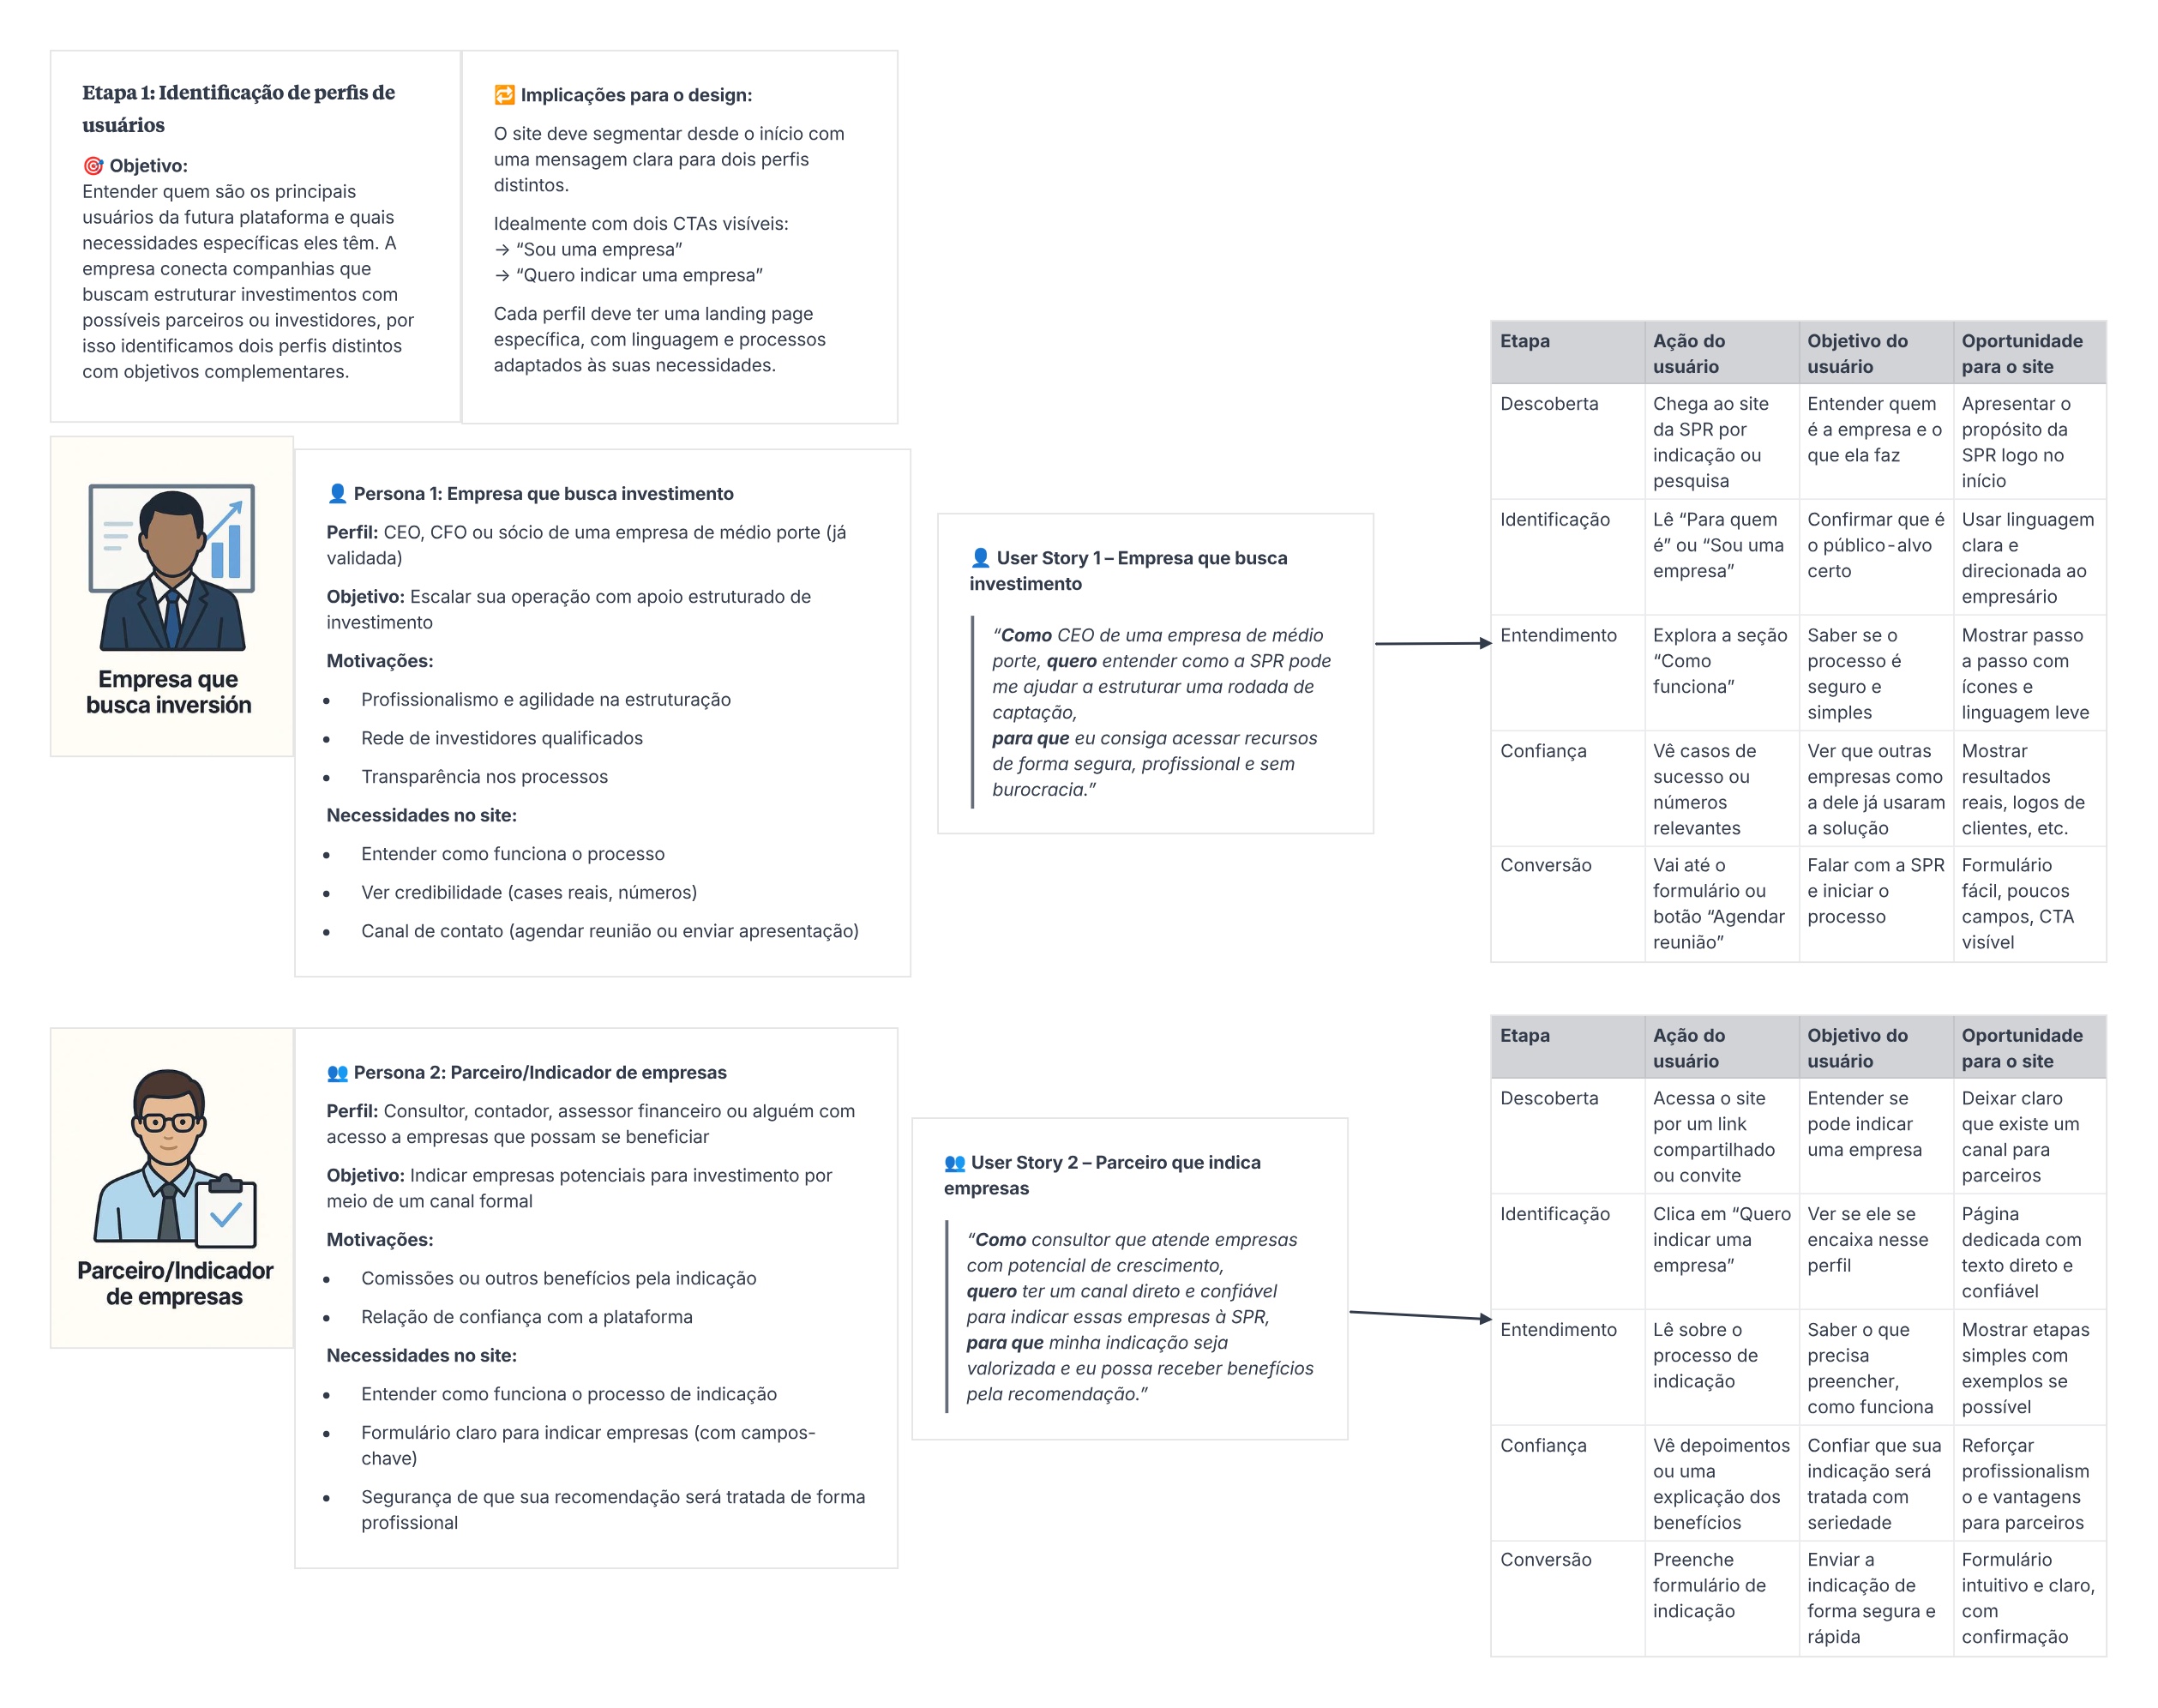 Etapa 1: Identificação de perfis de
usuários
🎯 Objetivo:
Entender quem são os principais
usuários da futura plataforma e quais
necessidades específicas eles têm. A
empresa conecta companhias que
buscam estruturar investimentos com
possíveis parceiros ou investidores, por
isso identificamos dois perfis distintos
com objetivos complementares.
🔁 Implicações para o design:
O site deve segmentar desde o início com
uma mensagem clara para dois perfis
distintos.
Idealmente com dois CTAs visíveis:
→ “Sou uma empresa”
→ “Quero indicar uma empresa”
Cada perfil deve ter uma landing page
específica, com linguagem e processos
adaptados às suas necessidades.
Empresa que
busca inversión
👤 Persona 1: Empresa que busca investimento
Perfil: CEO, CFO ou sócio de uma empresa de médio porte (já
validada)
Objetivo: Escalar sua operação com apoio estruturado de
investimento
Motivações:
• Profissionalismo e agilidade na estruturação
• Rede de investidores qualificados
• Transparência nos processos
Necessidades no site:
• Entender como funciona o processo
• Ver credibilidade (cases reais, números)
• Canal de contato (agendar reunião ou enviar apresentação)
👤 User Story 1 – Empresa que busca
investimento
“Como CEO de uma empresa de médio
porte, quero entender como a SPR pode
me ajudar a estruturar uma rodada de
captação,
para que eu consiga acessar recursos
de forma segura, profissional e sem
burocracia.”
Etapa
Ação do
usuário
Objetivo do
usuário
Oportunidade
para o site
Descoberta
Chega ao site
da SPR por
indicação ou
pesquisa
Entender quem
é a empresa e o
que ela faz
Apresentar o
propósito da
SPR logo no
início
Identificação
Lê “Para quem
é” ou “Sou uma
empresa”
Confirmar que é
o público-alvo
certo
Usar linguagem
clara e
direcionada ao
empresário
Entendimento
Explora a seção
“Como
funciona”
Saber se o
processo é
seguro e
simples
Mostrar passo
a passo com
ícones e
linguagem leve
Confiança
Vê casos de
sucesso ou
números
relevantes
Ver que outras
empresas como
a dele já usaram
a solução
Mostrar
resultados
reais, logos de
clientes, etc.
Conversão
Vai até o
formulário ou
botão “Agendar
reunião”
Falar com a SPR
e iniciar o
processo
Formulário
fácil, poucos
campos, CTA
visível
Parceiro/Indicador
de empresas
👥 Persona 2: Parceiro/Indicador de empresas
Perfil: Consultor, contador, assessor financeiro ou alguém com
acesso a empresas que possam se beneficiar
Objetivo: Indicar empresas potenciais para investimento por
meio de um canal formal
Motivações:
• Comissões ou outros benefícios pela indicação
• Relação de confiança com a plataforma
Necessidades no site:
• Entender como funciona o processo de indicação
• Formulário claro para indicar empresas (com campos-
chave)
• Segurança de que sua recomendação será tratada de forma
profissional
👥 User Story 2 – Parceiro que indica
empresas
“Como consultor que atende empresas
com potencial de crescimento,
quero ter um canal direto e confiável
para indicar essas empresas à SPR,
para que minha indicação seja
valorizada e eu possa receber benefícios
pela recomendação.”
Etapa
Ação do
usuário
Objetivo do
usuário
Oportunidade
para o site
Descoberta
Acessa o site
por um link
compartilhado
ou convite
Entender se
pode indicar
uma empresa
Deixar claro
que existe um
canal para
parceiros
Identificação
Clica em “Quero
indicar uma
empresa”
Ver se ele se
encaixa nesse
perfil
Página
dedicada com
texto direto e
confiável
Entendimento
Lê sobre o
processo de
indicação
Saber o que
precisa
preencher,
como funciona
Mostrar etapas
simples com
exemplos se
possível
Confiança
Vê depoimentos
ou uma
explicação dos
benefícios
Confiar que sua
indicação será
tratada com
seriedade
Reforçar
profissionalism
o e vantagens
para parceiros
Conversão
Preenche
formulário de
indicação
Enviar a
indicação de
forma segura e
rápida
Formulário
intuitivo e claro,
com
confirmação